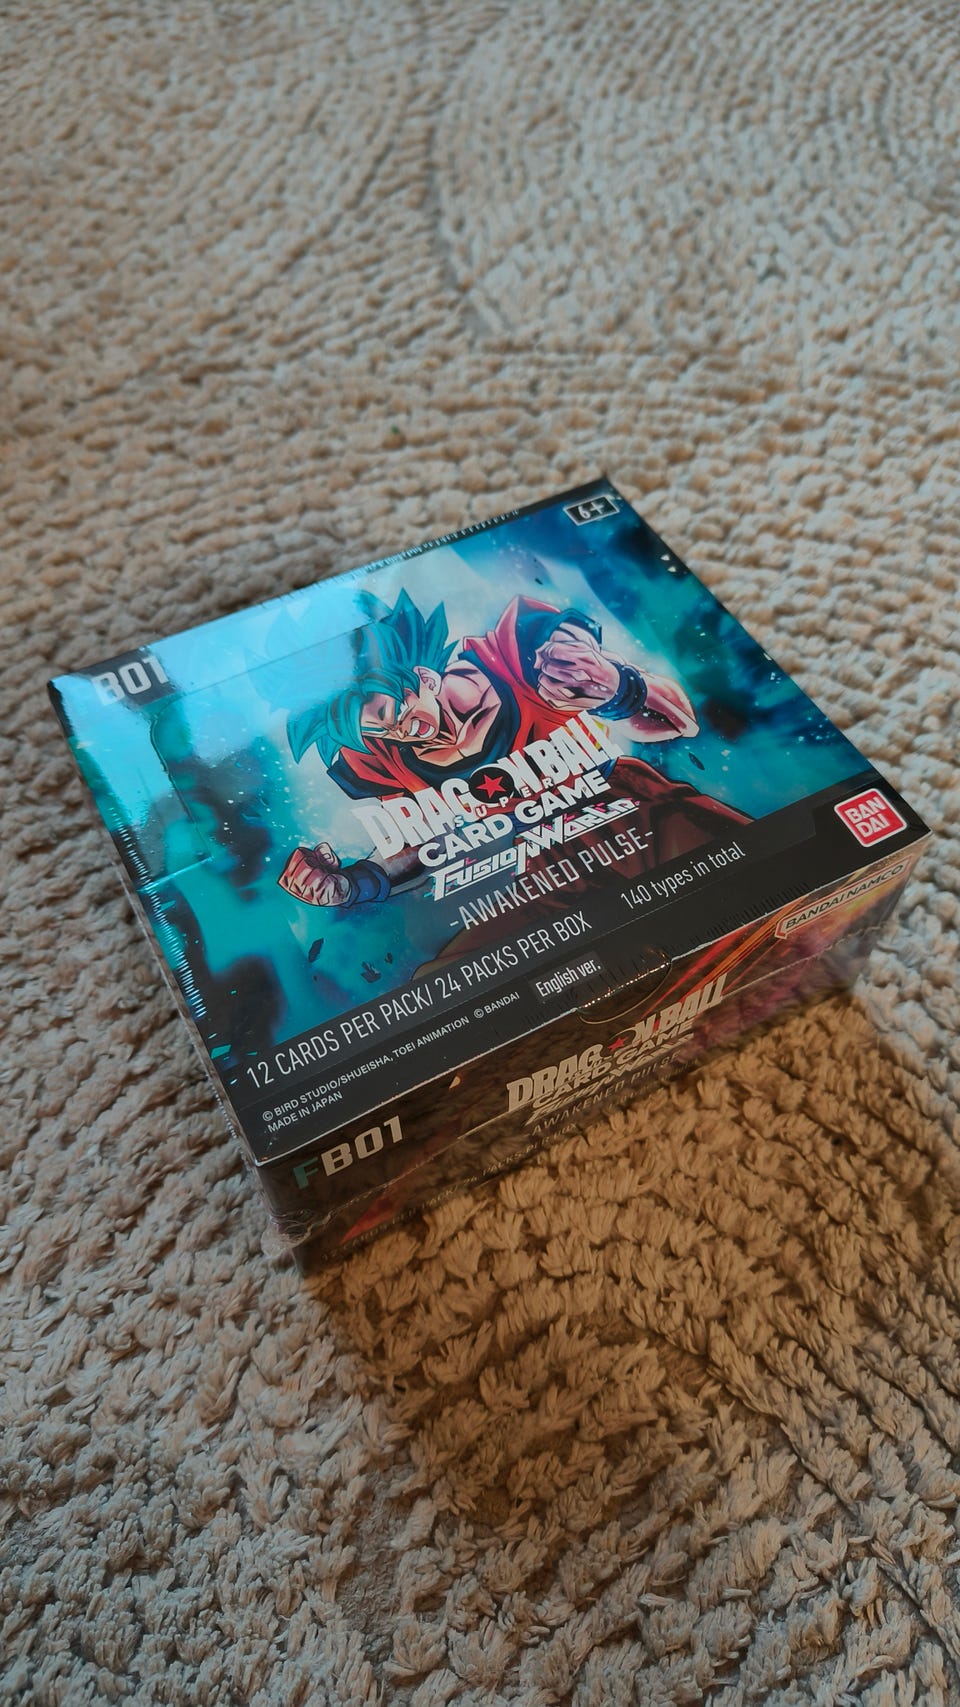 6+
B01
DRAGON BALL
SUPER
CARD GAME
FUSION WORLD
-AWAKENED PULSE-
140 types in total
12 CARDS PER PACK/ 24 PACKS PER BOX
English ver.
©BIRD STUDIO/SHUEISHA, TOEI ANIMATION ©BANDAI
MADE IN JAPAN
BAN
DAI
BANDAI NAMCO
DRAGON BALL
CARD GAME
AWAKENED PULSE
FB01